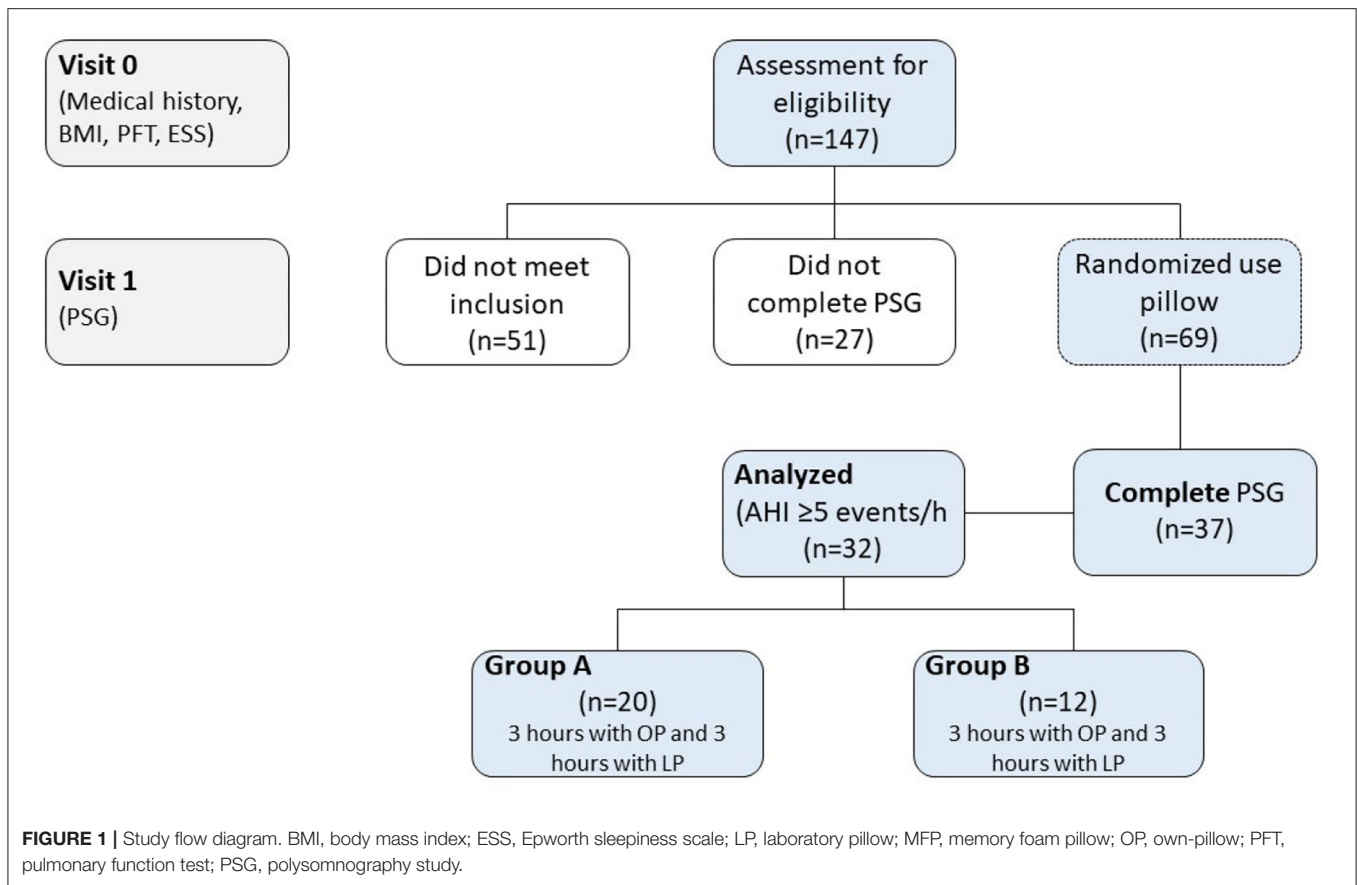 Visit 0
(Medical history,
BMI, PFT, ESS)
Assessment for
eligibility
(n=147)
Visit 1
(PSG)
Did not meet
inclusion
(n=51)
Did not
complete PSG
(n=27)
Randomized use
pillow
(n=69)
Analyzed
(AHI ≥5 events/h
(n=32)
Complete PSG
(n=37)
Group A
(n=20)
3 hours with OP and 3
hours with LP
Group B
(n=12)
3 hours with OP and 3
hours with LP
FIGURE 1 | Study flow diagram. BMI, body mass index; ESS, Epworth sleepiness scale; LP, laboratory pillow; MFP, memory foam pillow; OP, own-pillow; PFT,
pulmonary function test; PSG, polysomnography study.